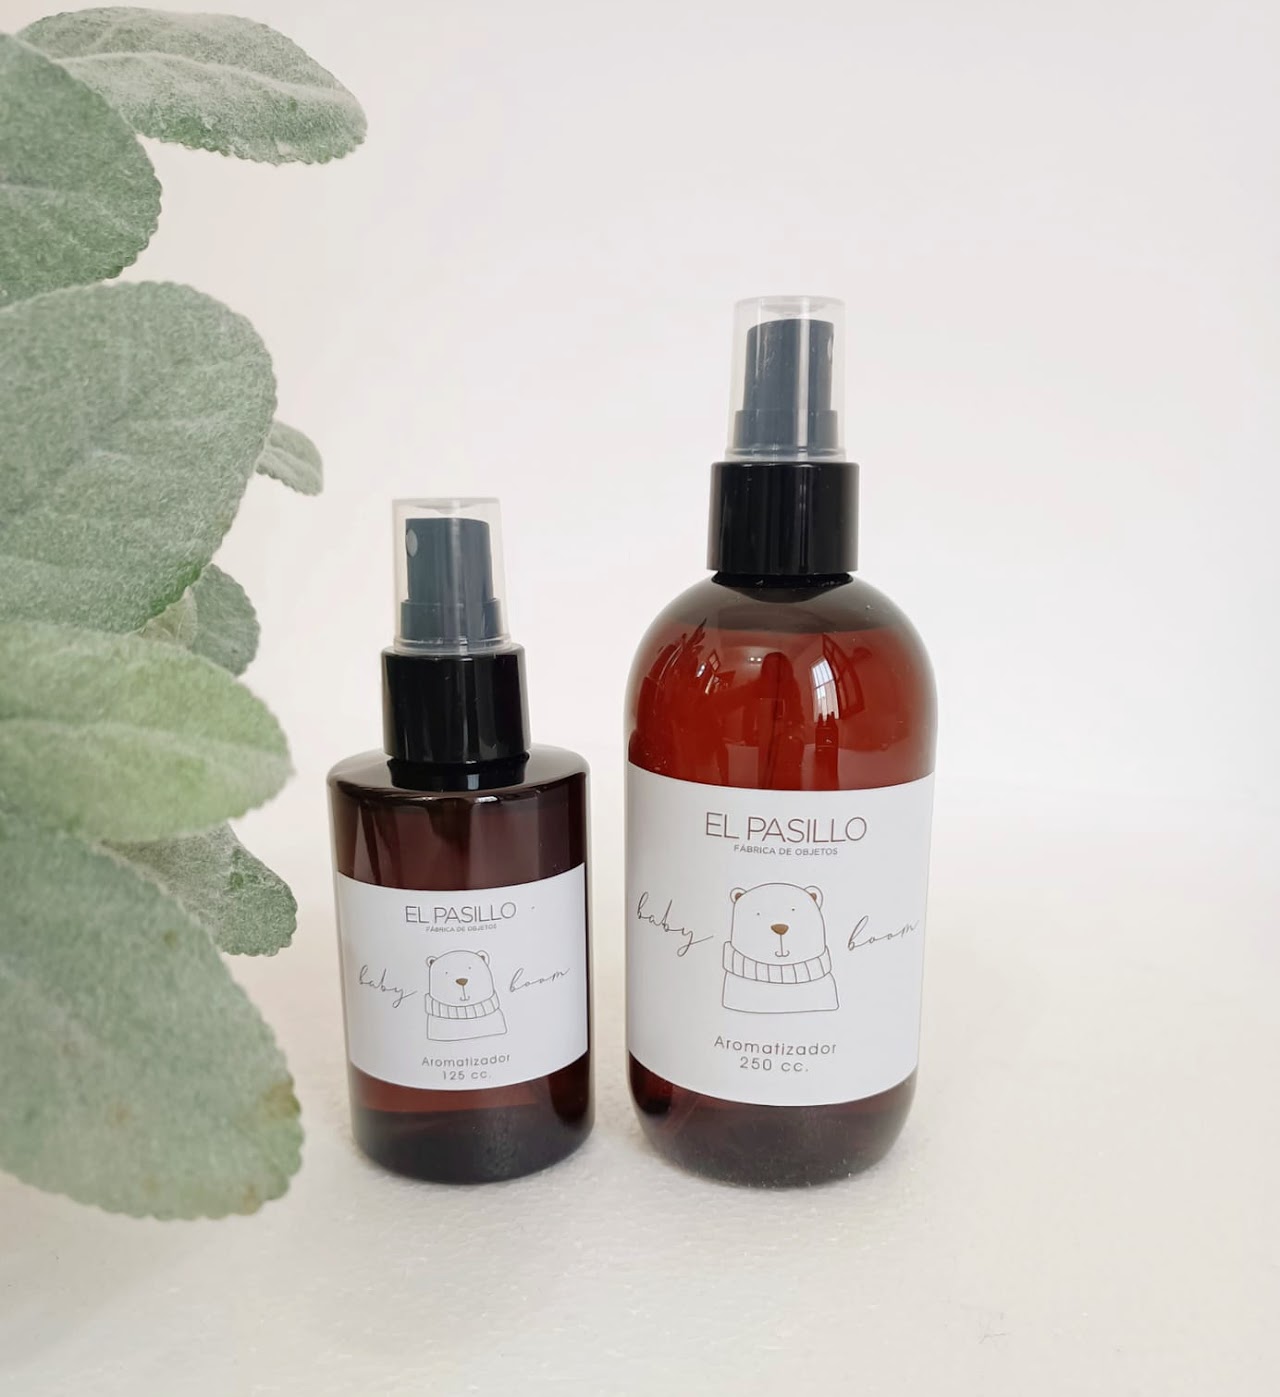 EL PASILLO
FÁBRICA DE OBJETOS
baby boom
Aromatizador
125 cc.
EL PASILLO
FÁBRICA DE OBJETOS
baby boom
Aromatizador
250 cc.